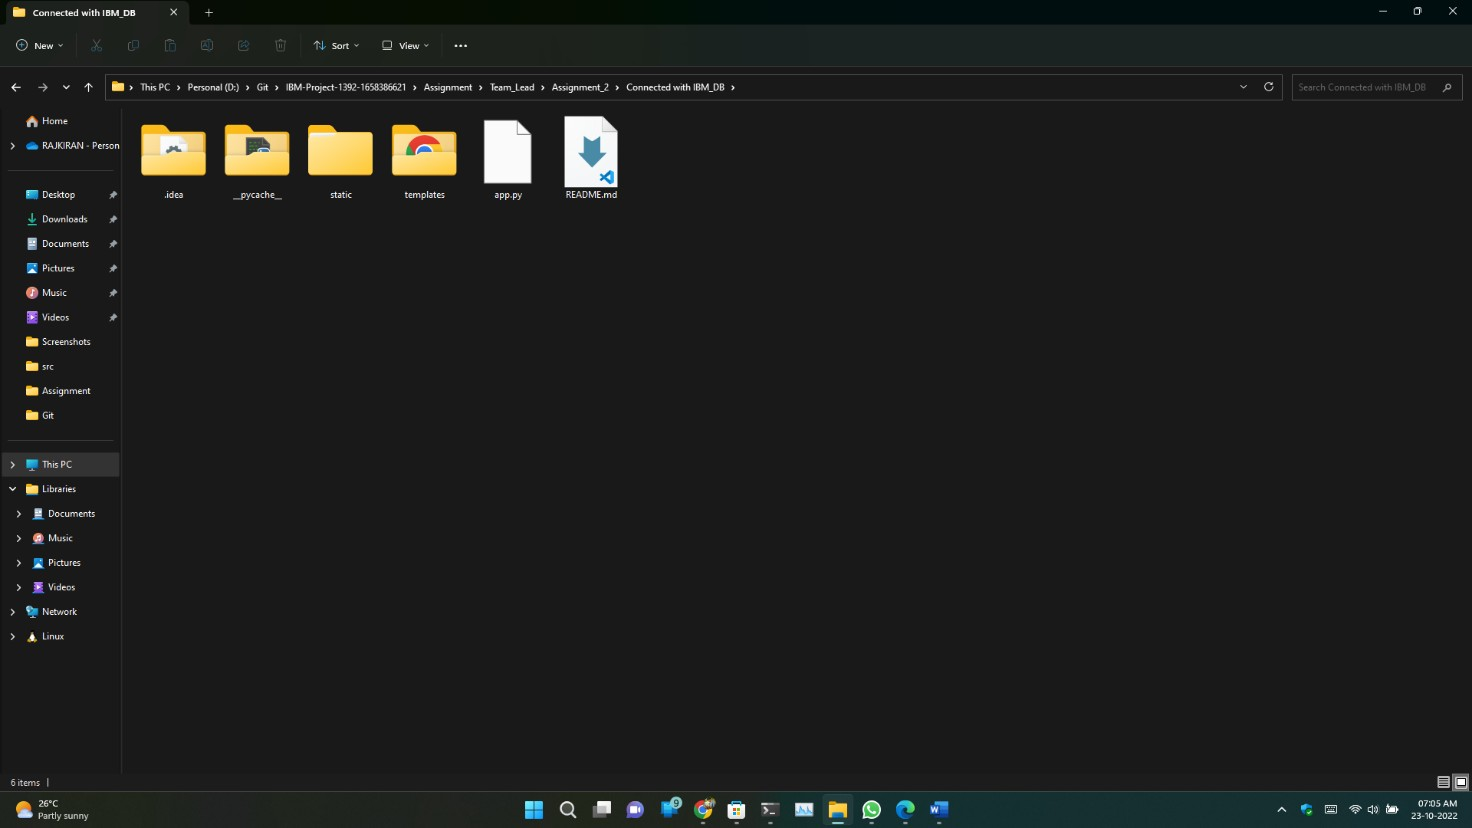 Connected with IBM_DB
New
Sort
View
This PC > Personal (D:) > Git > IBM-Project-1392-1658386621 > Assignment > Team_Lead > Assignment_2 > Connected with IBM_DB >
Search Connected with IBM_DB
Home
RAJKIRAN - Person
Desktop
Downloads
Documents
Pictures
Music
Videos
Screenshots
src
Assignment
Git
This PC
Libraries
Documents
Music
Pictures
Videos
Network
Linux
.idea
__pycache__
static
templates
app.py
README.md
6 items
26°C
Partly sunny
9
07:05 AM
23-10-2022